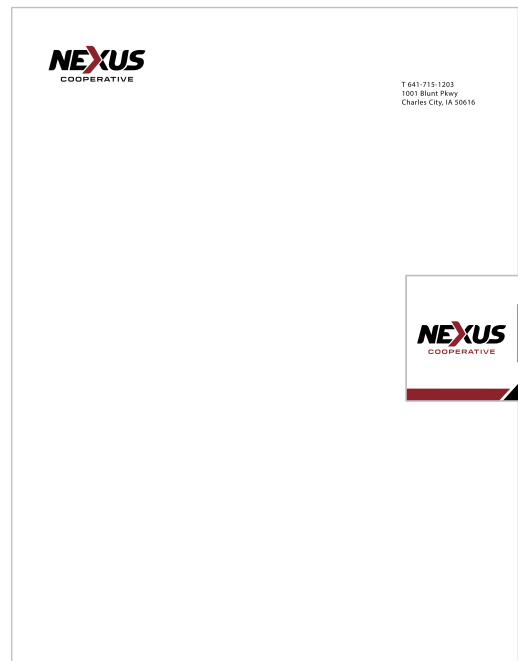 NEXUS
COOPERATIVE
T 641-715-1203
1001 Blunt Pkwy
Charles City, IA 50616
NEXUS
COOPERATIVE